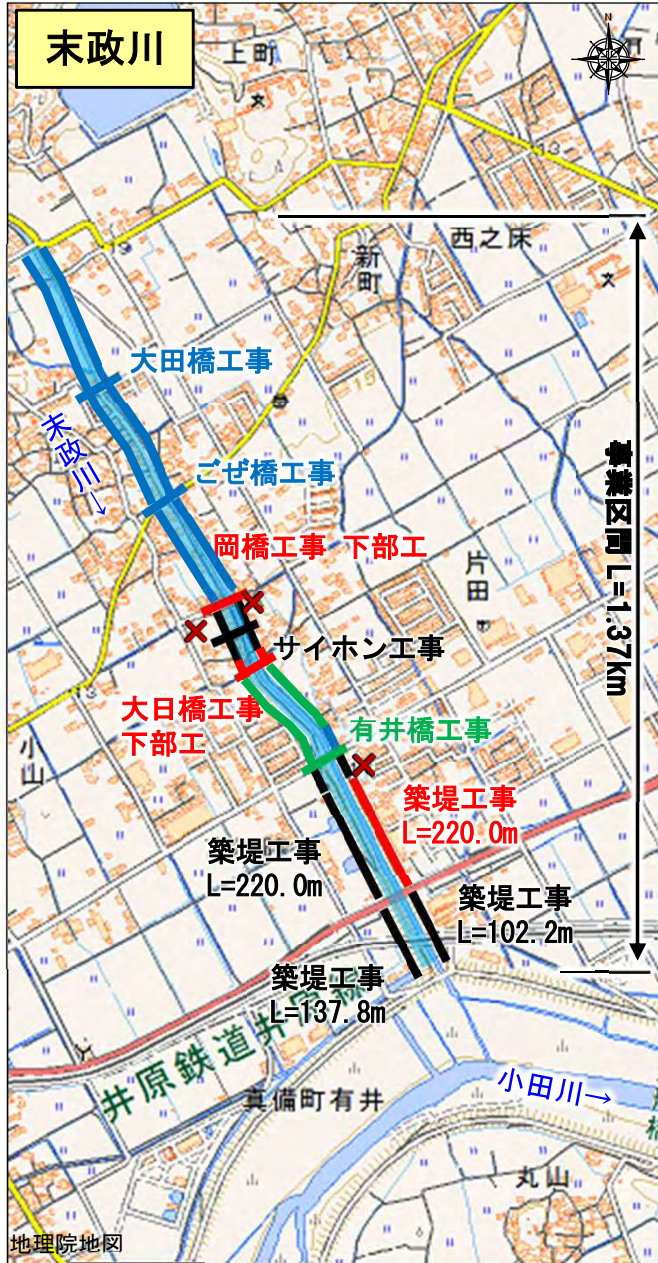 末政川
N
上町
113
西之床
新町
大田橋工事
19
末政川→
ごぜ橋工事
岡橋工事 下部工
片田
事業区間 L=1.37km
サイホン工事
大日橋工事
下部工
有井橋工事
小山
築堤工事
L=220.0m
築堤工事
L=220.0m
築堤工事
L=102.2m
築堤工事
L=137.8m
井原鉄道井原線
真備町有井
小田川→
丸山
地理院地図